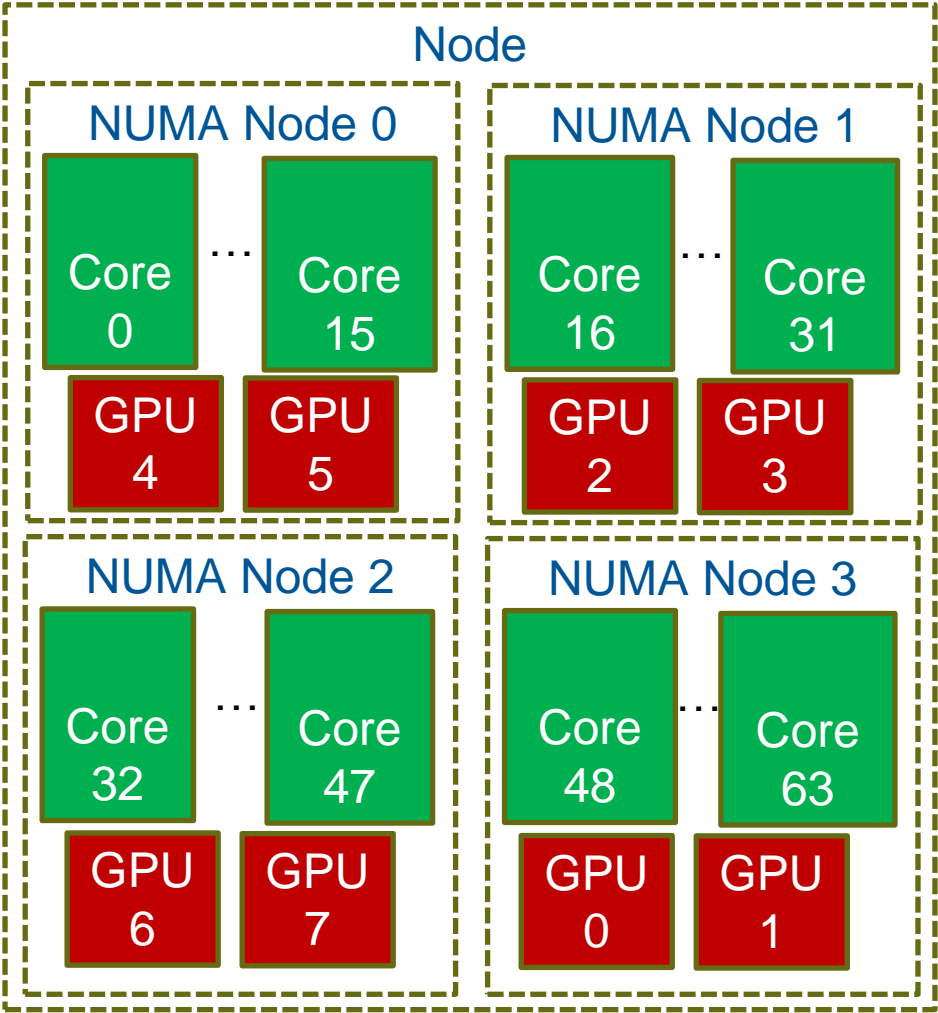 Node
NUMA Node 0
Core
0
...
Core
15
GPU
4
GPU
5
NUMA Node 1
Core
16
...
Core
31
GPU
2
GPU
3
NUMA Node 2
Core
32
...
Core
47
GPU
6
GPU
7
NUMA Node 3
Core
48
...
Core
63
GPU
0
GPU
1